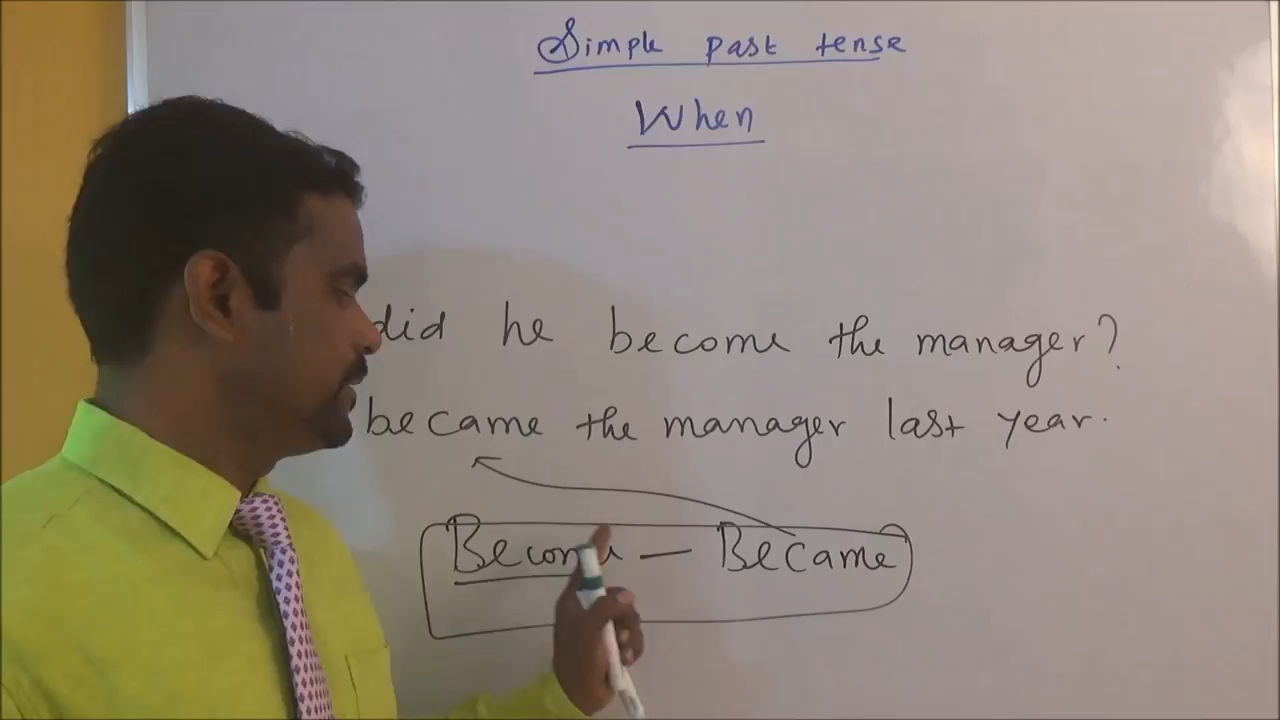 Simple past tense
When
did he become the manager?
became the manager last year.
Become — Became